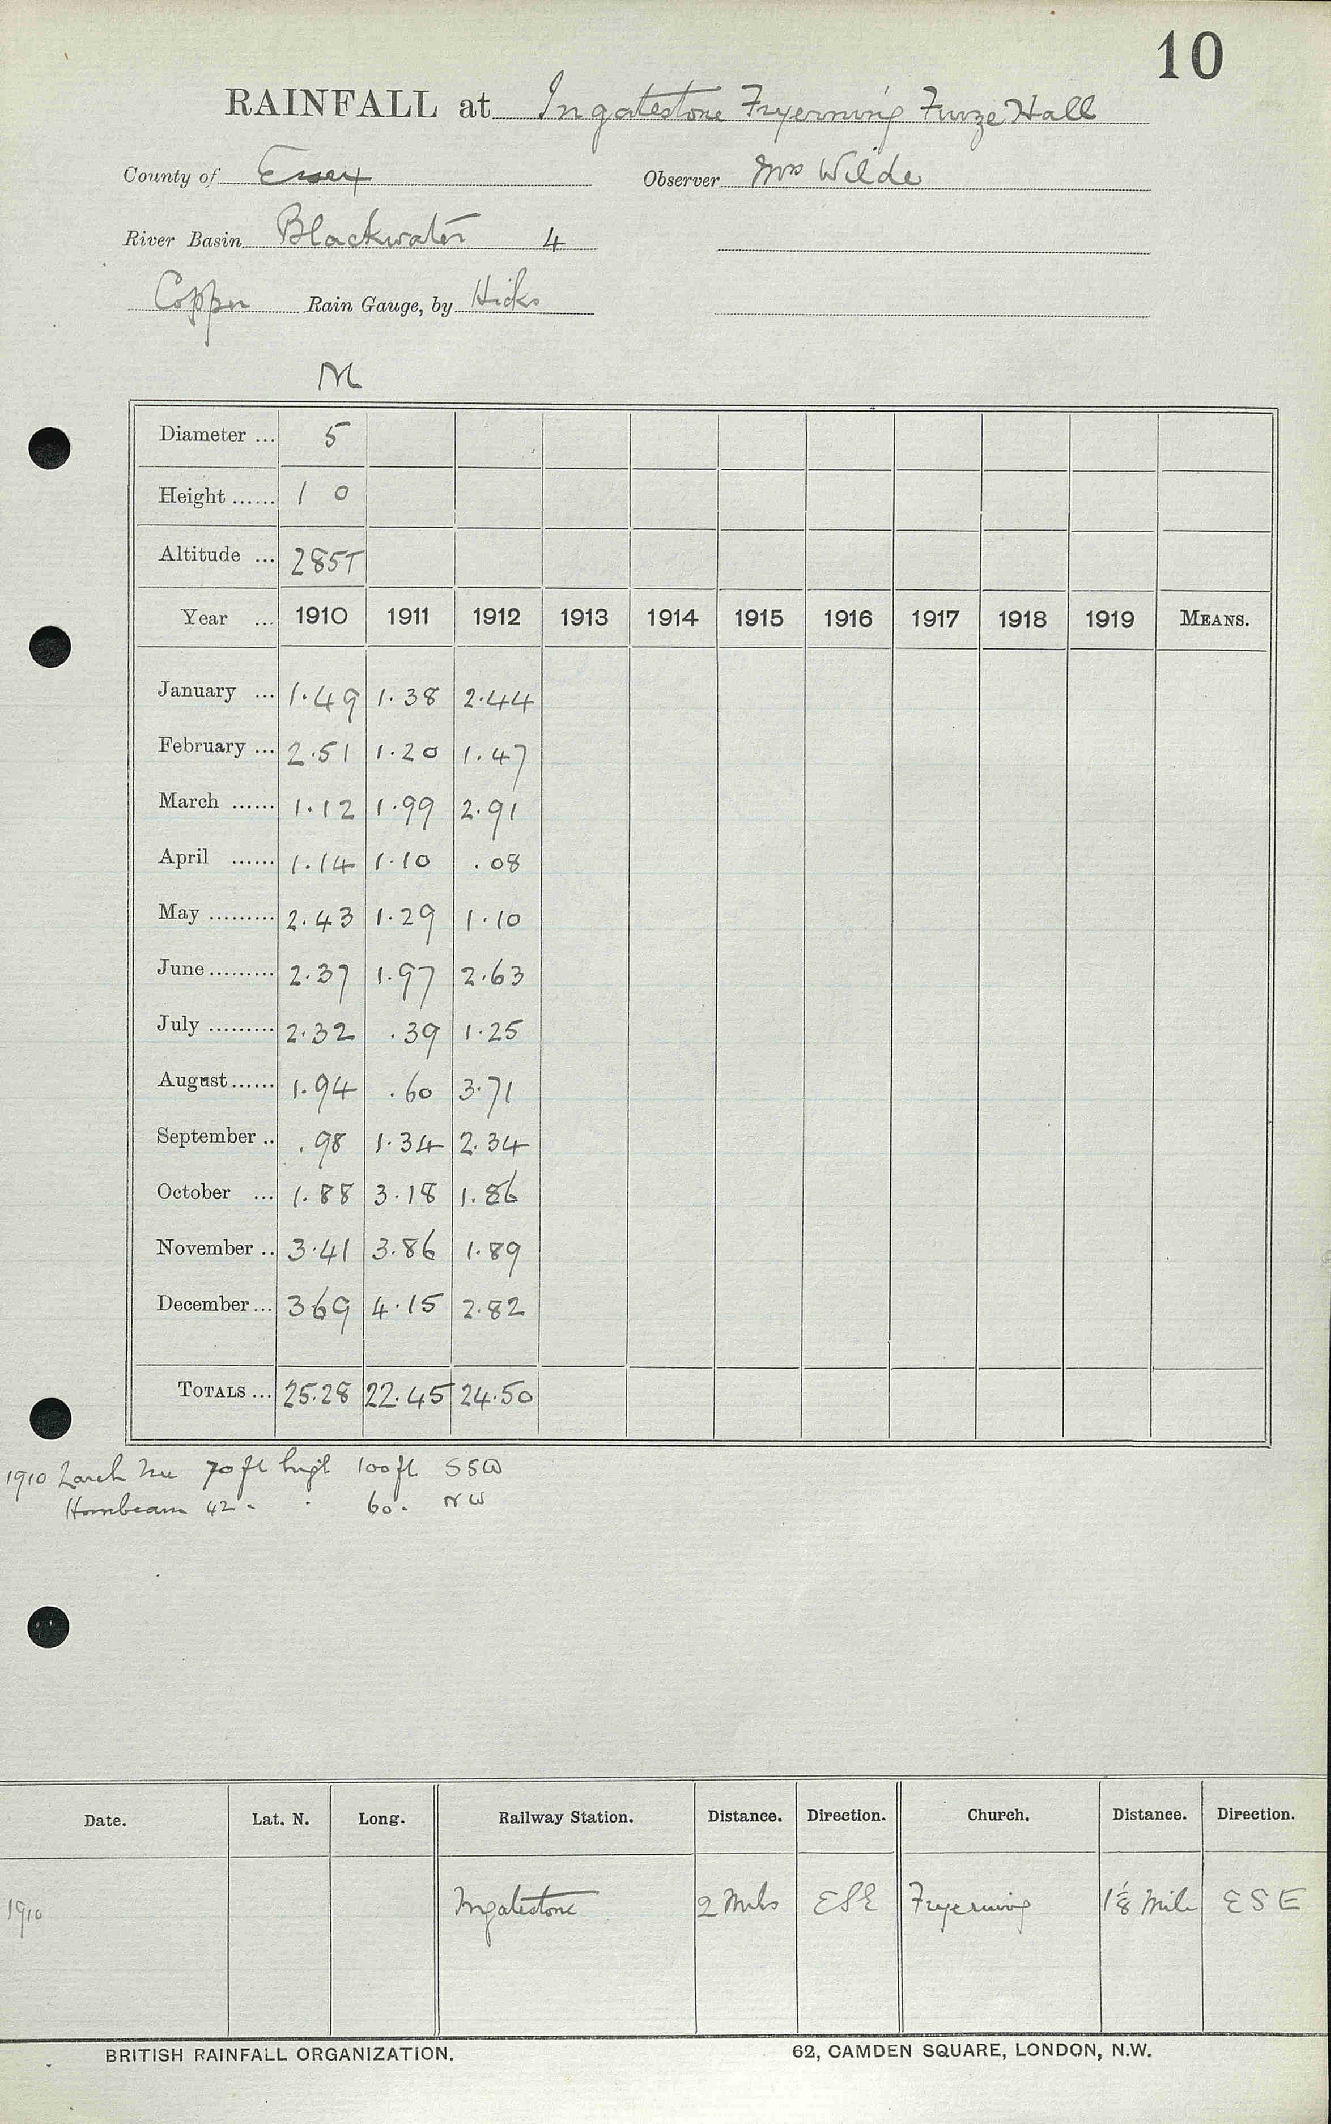 10
RAINFALL at Ingatestone Fryerning Furze Hall
County of Essex Observer Mrs Wilde
River Basin Blackwater 4
Copper Rain Gauge, by Hicks
M
Diameter ... 5
Height ...... 1 0
Altitude ... 285T
Year ... 1910 1911 1912 1913 1914 1915 1916 1917 1918 1919 MEANS.
January ... 1.49 1.38 2.44
February ... 2.51 1.20 1.47
March ...... 1.12 1.99 2.91
April ...... 1.14 1.10 .08
May ......... 2.43 1.29 1.10
June ......... 2.37 1.97 2.63
July ......... 2.32 .39 1.25
August ...... 1.94 .60 3.71
September .. .98 1.34 2.34
October ... 1.88 3.18 1.86
November .. 3.41 3.86 1.89
December ... 369 4.15 2.82
TOTALS ... 25.28 22.45 24.50
1910 Larch tree 70 ft high 100 ft SSW
Hornbeam 42 " " 60 " NW
Date. Lat. N. Long. Railway Station. Distance. Direction. Church. Distance. Direction.
1910 Ingatestone 2 Miles ESE Fryerning 1⅛ Mile ESE
BRITISH RAINFALL ORGANIZATION. 62, CAMDEN SQUARE, LONDON, N.W.